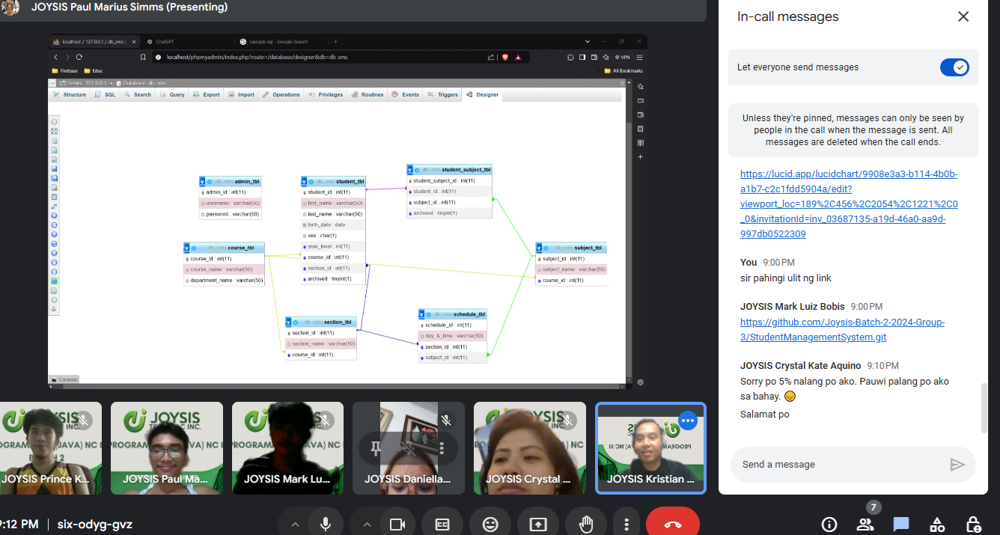 JOYSIS Paul Marius Simms (Presenting)
localhost / 127.0.0.1 / db_sms |
ChatGPT
cascade sql - Google Search
localhost/phpmyadmin/index.php?route=/database/designer&db=db_sms
VPN
Firebase
Educ
All Bookmarks
Server: 127.0.0.1 » Database: db_sms
Structure
SQL
Search
Query
Export
Import
Operations
Privileges
Routines
Events
Triggers
Designer
db_sms admin_tbl
admin_id : int(11)
username : varchar(50)
password : varchar(50)
db_sms student_tbl
student_id : int(11)
first_name : varchar(50)
last_name : varchar(50)
birth_date : date
sex : char(1)
year_level : int(11)
course_id : int(11)
section_id : int(11)
archived : tinyint(1)
db_sms student_subject_tbl
student_subject_id : int(11)
student_id : int(11)
subject_id : int(11)
archived : tinyint(1)
db_sms course_tbl
course_id : int(11)
course_name : varchar(50)
department_name : varchar(50)
db_sms subject_tbl
subject_id : int(11)
subject_name : varchar(50)
course_id : int(11)
db_sms section_tbl
section_id : int(11)
section_name : varchar(50)
course_id : int(11)
db_sms schedule_tbl
schedule_id : int(11)
day_&_time : varchar(50)
section_id : int(11)
subject_id : int(11)
Console
JOYSIS Prince K...
JOYSIS Paul Ma...
JOYSIS Mark Lu...
JOYSIS Daniella...
JOYSIS Crystal ...
JOYSIS Kristian ...
9:12 PM | six-odyg-gvz
In-call messages
Let everyone send messages
Unless they're pinned, messages can only be seen by
people in the call when the message is sent. All
messages are deleted when the call ends.
https://lucid.app/lucidchart/9908e3a3-b114-4b0b-
a1b7-c2c1fdd5904a/edit?
viewport_loc=189%2C456%2C2054%2C1221%2C0
_0&invitationId=inv_03687135-a19d-46a0-aa9d-
997db0522309
You 9:00 PM
sir pahingi ulit ng link
JOYSIS Mark Luiz Bobis 9:00 PM
https://github.com/Joysis-Batch-2-2024-Group-
3/StudentManagementSystem.git
JOYSIS Crystal Kate Aquino 9:10 PM
Sorry po 5% nalang po ako. Pauwi palang po ako
sa bahay. 😞
Salamat po
Send a message
7